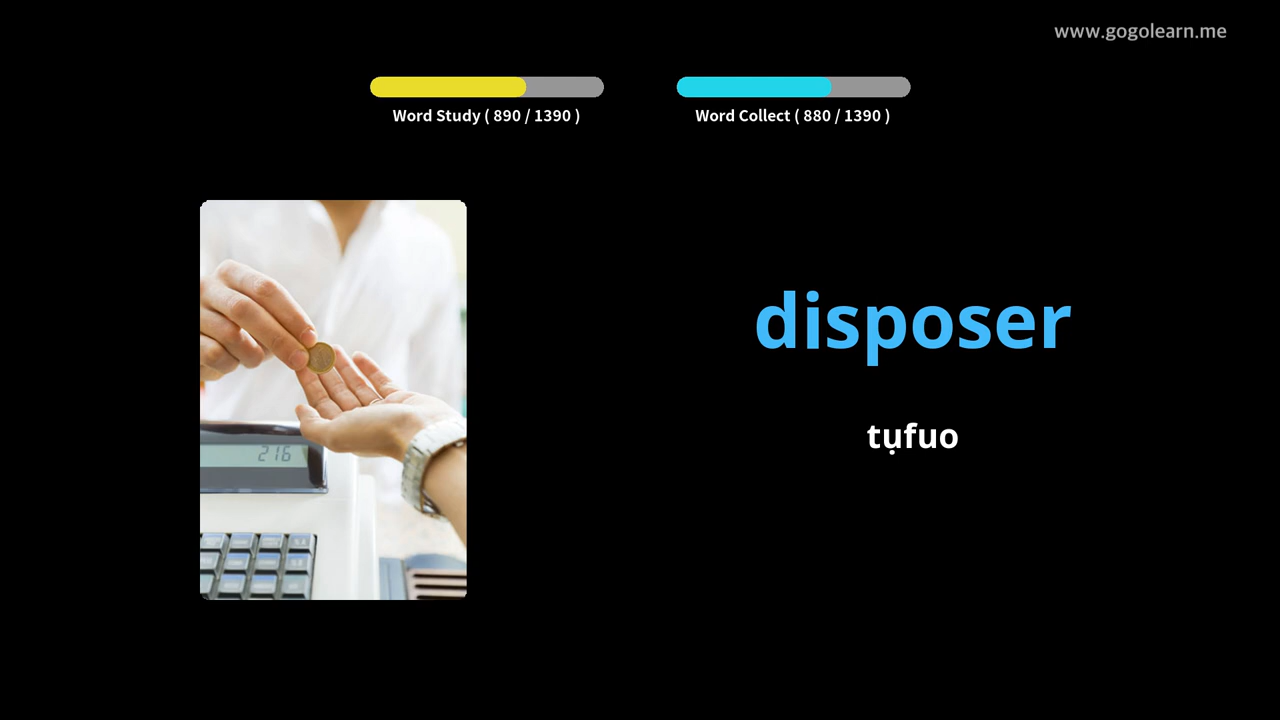 www.gogolearn.me
Word Study ( 890 / 1390 )
Word Collect ( 880 / 1390 )
disposer
tụfuo
216